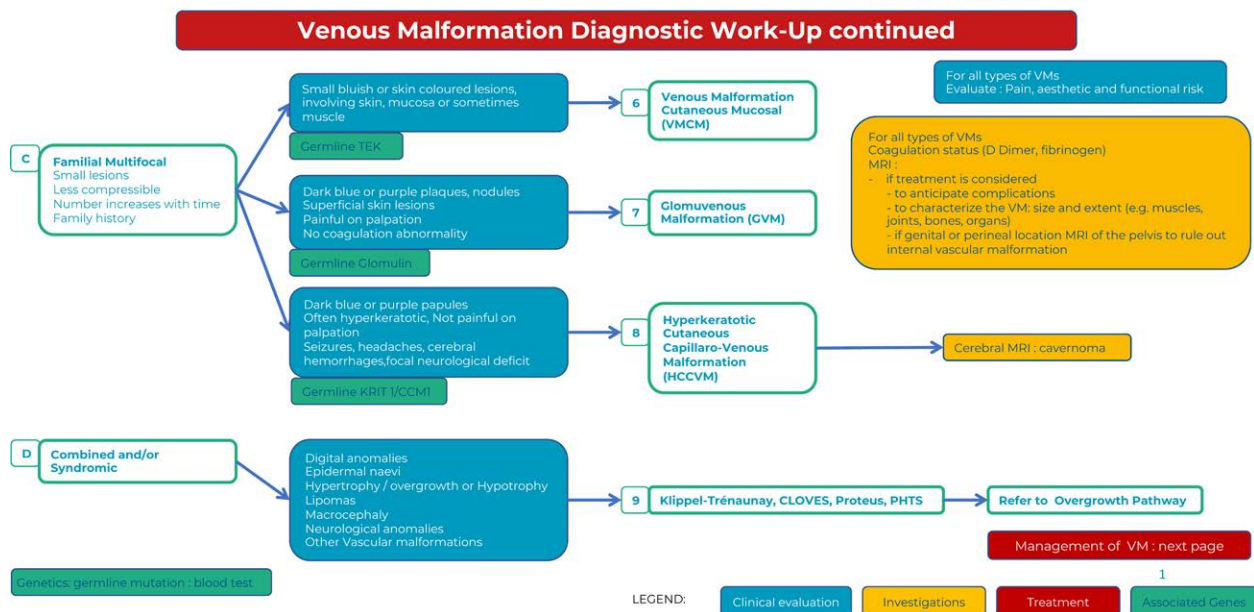 Venous Malformation Diagnostic Work-Up continued
Small bluish or skin coloured lesions,
involving skin, mucosa or sometimes
muscle
Germline TEK
6
Venous Malformation
Cutaneous Mucosal
(VMCM)
For all types of VMs
Evaluate : Pain, aesthetic and functional risk
For all types of VMs
Coagulation status (D Dimer, fibrinogen)
MRI :
- if treatment is considered
- to anticipate complications
- to characterize the VM: size and extent (e.g. muscles,
joints, bones, organs)
- if genital or perineal location MRI of the pelvis to rule out
internal vascular malformation
C
Familial Multifocal
Small lesions
Less compressible
Number increases with time
Family history
Dark blue or purple plaques, nodules
Superficial skin lesions
Painful on palpation
No coagulation abnormality
Germline Glomulin
7
Glomuvenous
Malformation (GVM)
Dark blue or purple papules
Often hyperkeratotic, Not painful on
palpation
Seizures, headaches, cerebral
hemorrhages,focal neurological deficit
Germline KRIT 1/CCM1
8
Hyperkeratotic
Cutaneous
Capillaro-Venous
Malformation
(HCCVM)
Cerebral MRI : cavernoma
D
Combined and/or
Syndromic
Digital anomalies
Epidermal naevi
Hypertrophy / overgrowth or Hypotrophy
Lipomas
Macrocephaly
Neurological anomalies
Other Vascular malformations
9
Klippel-Trénaunay, CLOVES, Proteus, PHTS
Refer to Overgrowth Pathway
Management of VM : next page
1
Genetics: germline mutation : blood test
LEGEND:
Clinical evaluation
Investigations
Treatment
Associated Genes